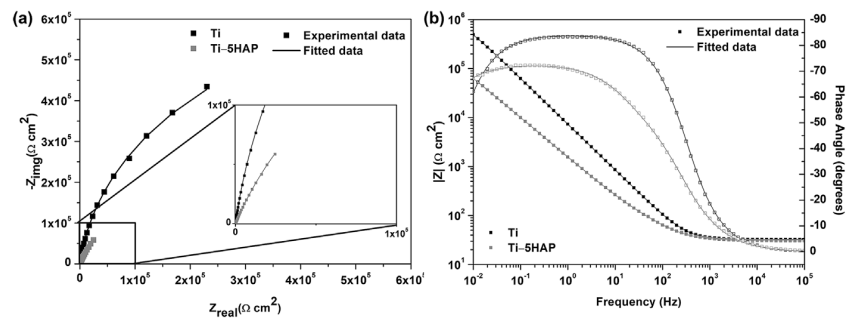 (a)
-Z_img(Ω cm²)
-6x10⁵
-5x10⁵
4x10⁵
3x10⁵
2x10⁵
1x10⁵
0
0 1x10⁵ 2x10⁵ 3x10⁵ 4x10⁵ 5x10⁵
Z_real(Ω cm²)
Ti
Ti–5HAP
Experimental data
Fitted data
1x10⁵
0
0
(b)
|Z| (Ω cm²)
10⁶
10⁵
10⁴
10³
10²
10¹
10⁻² 10⁻¹ 10⁰ 10¹ 10² 10³ 10⁴ 10⁵
Frequency (Hz)
Experimental data
Fitted data
Ti
Ti–5HAP
-90
-80
-70
-60
-50
-40
-30
-20
-10
0
Phase Angle (degrees)